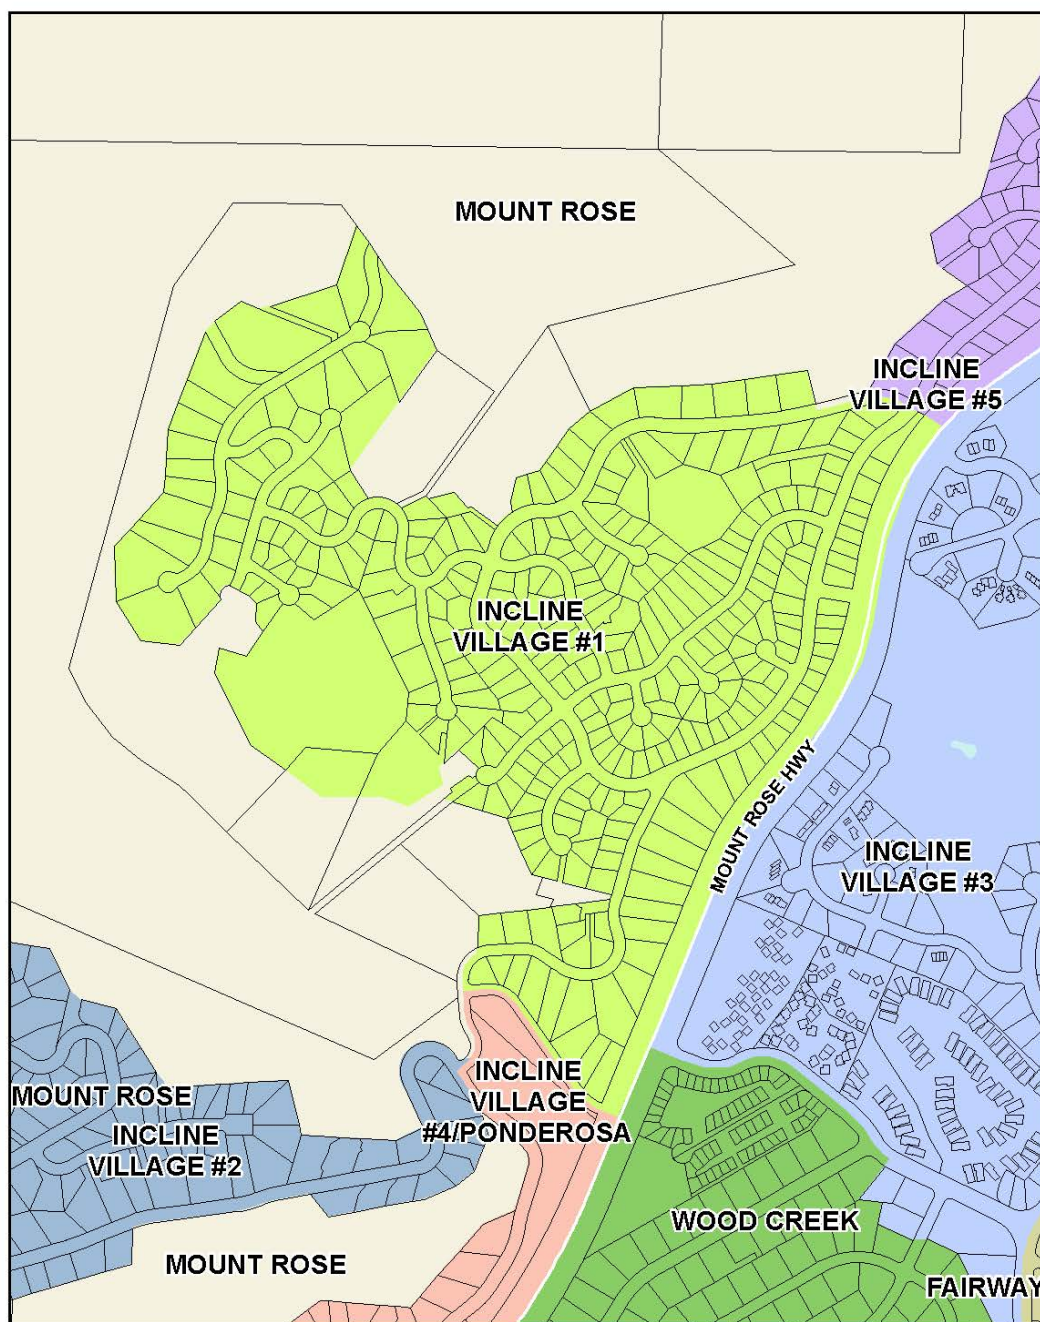 MOUNT ROSE
INCLINE
VILLAGE #5
INCLINE
VILLAGE #1
MOUNT ROSE HWY
INCLINE
VILLAGE #3
INCLINE
VILLAGE
#4/PONDEROSA
MOUNT ROSE
INCLINE
VILLAGE #2
WOOD CREEK
MOUNT ROSE
FAIRWAY